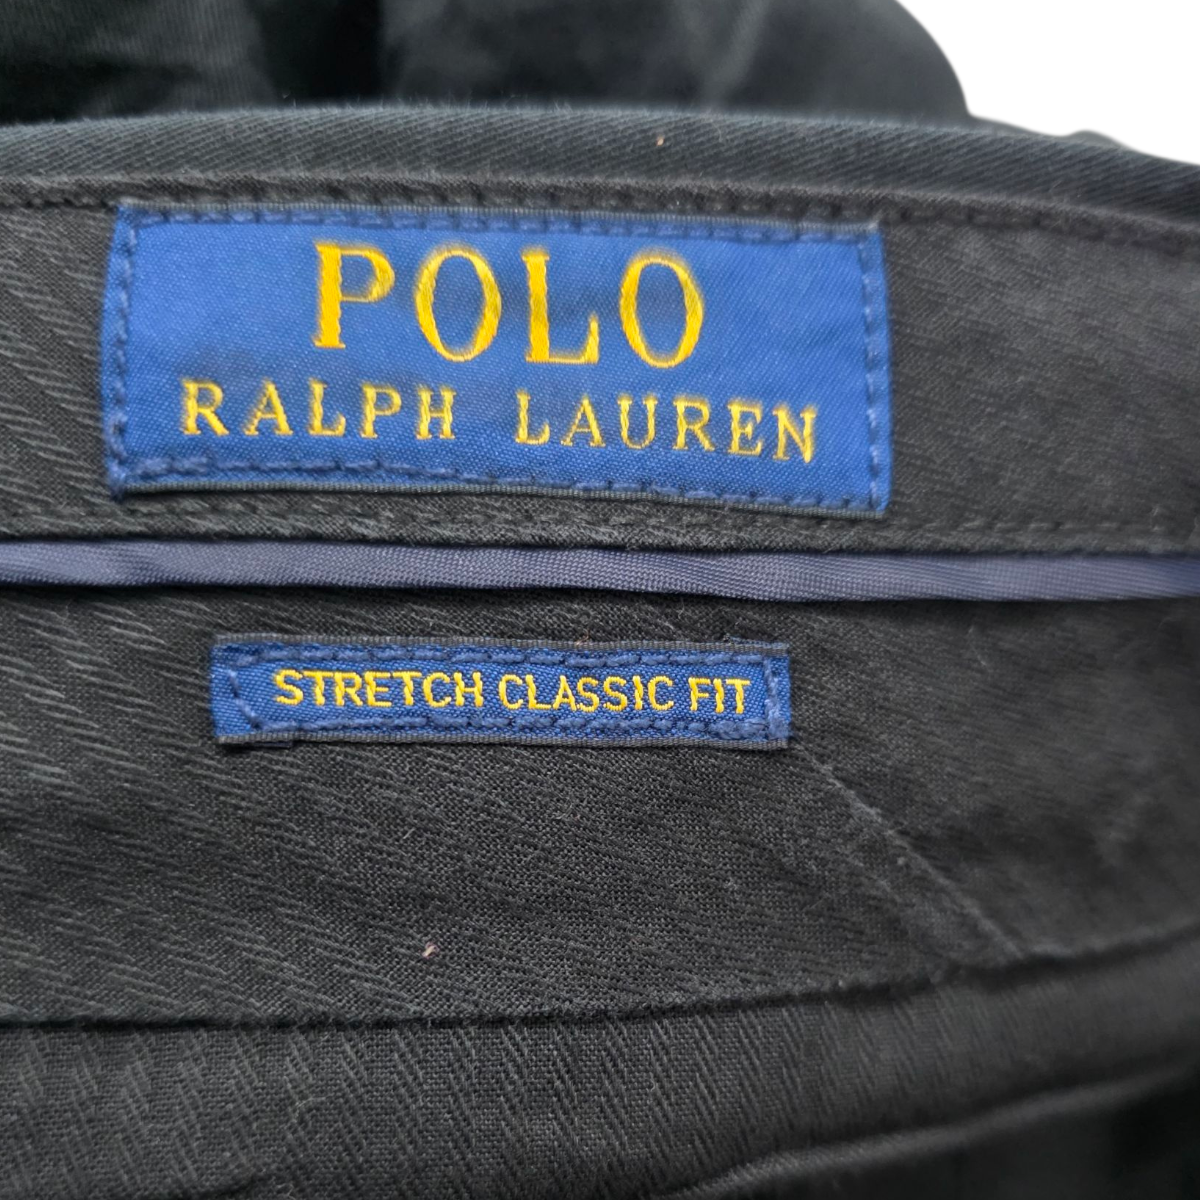 POLO
RALPH LAUREN
STRETCH CLASSIC FIT